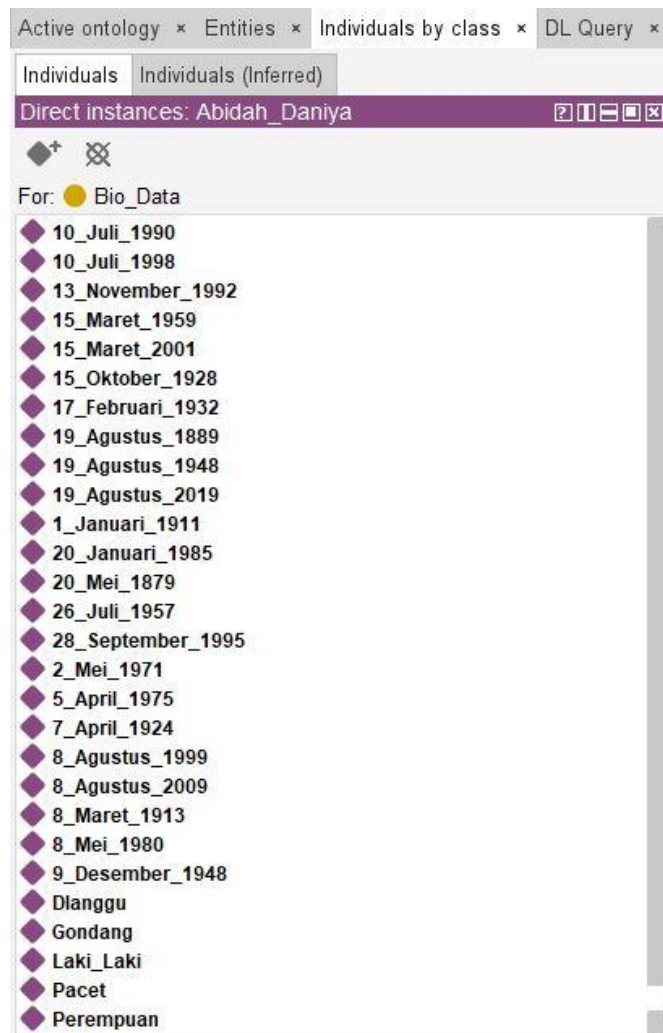 Active ontology × Entities × Individuals by class × DL Query ×
Individuals Individuals (Inferred)
Direct instances: Abidah_Daniya
For: Bio_Data
10_Juli_1990
10_Juli_1998
13_November_1992
15_Maret_1959
15_Maret_2001
15_Oktober_1928
17_Februari_1932
19_Agustus_1889
19_Agustus_1948
19_Agustus_2019
1_Januari_1911
20_Januari_1985
20_Mei_1879
26_Juli_1957
28_September_1995
2_Mei_1971
5_April_1975
7_April_1924
8_Agustus_1999
8_Agustus_2009
8_Maret_1913
8_Mei_1980
9_Desember_1948
Dlanggu
Gondang
Laki_Laki
Pacet
Perempuan